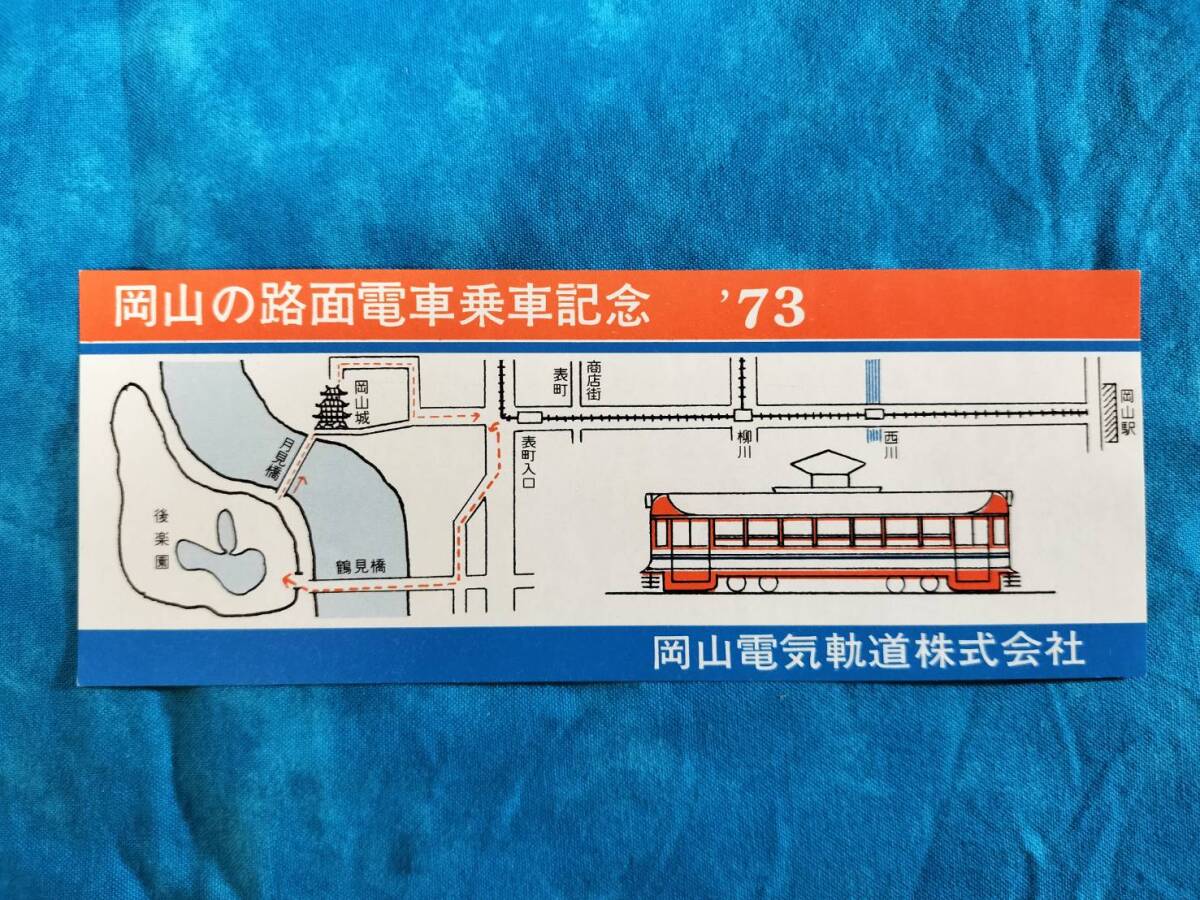 岡山の路面電車乗車記念 ’73
岡山城
表町
商店街
岡山駅
月見橋
表町入口
柳川
西川
後楽園
鶴見橋
岡山電気軌道株式会社